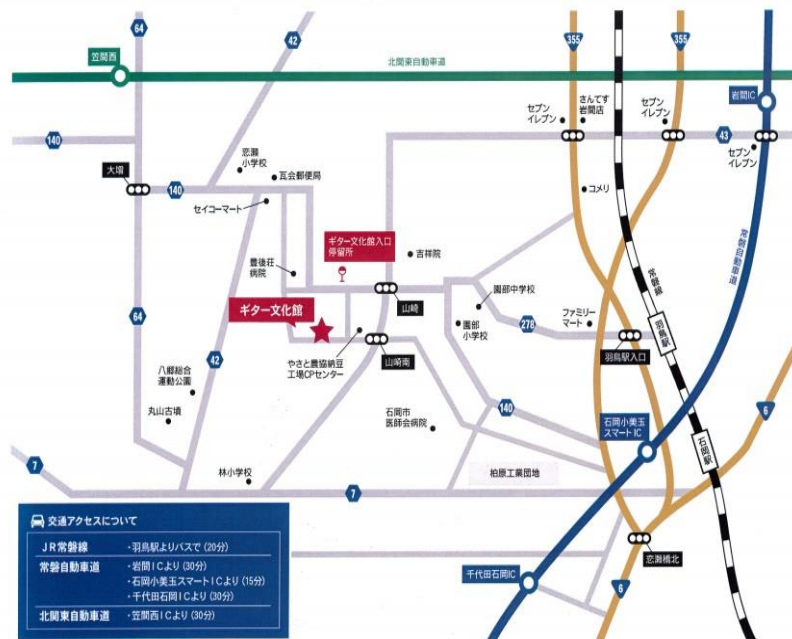 64
42
355
355
笠間西
北関東自動車道
岩間IC
セブン
イレブン
さんてす
岩間店
セブン
イレブン
43
セブン
イレブン
140
大増
140
恋瀬
小学校
瓦会郵便局
セイコーマート
コメリ
常磐自動車道
ギター文化館入口
停留所
吉祥院
豊後荘
病院
常磐線
羽鳥駅
ギター文化館
山崎
園部中学校
園部
小学校
278
ファミリー
マート
羽鳥駅入口
64
42
やさと農協納豆
工場CPセンター
山崎南
八郷総合
運動公園
丸山古墳
石岡市
医師会病院
140
石岡小美玉
スマートIC
6
石岡駅
7
林小学校
7
柏原工業団地
恋瀬橋北
千代田石岡IC
6
交通アクセスについて
JR常磐線
・羽鳥駅よりバスで(20分)
常磐自動車道
・岩間ICより(30分)
・石岡小美玉スマートICより(15分)
・千代田石岡ICより(30分)
北関東自動車道
・笠間西ICより(30分)